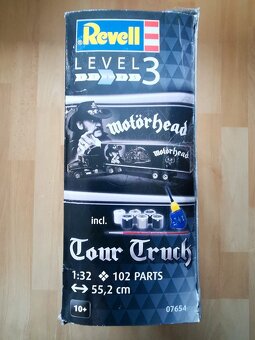 Revell
LEVEL 3
motörhead
motörhead
incl.
Tour Truck
1:32 ❖ 102 PARTS
↔ 55,2 cm
10+
07654